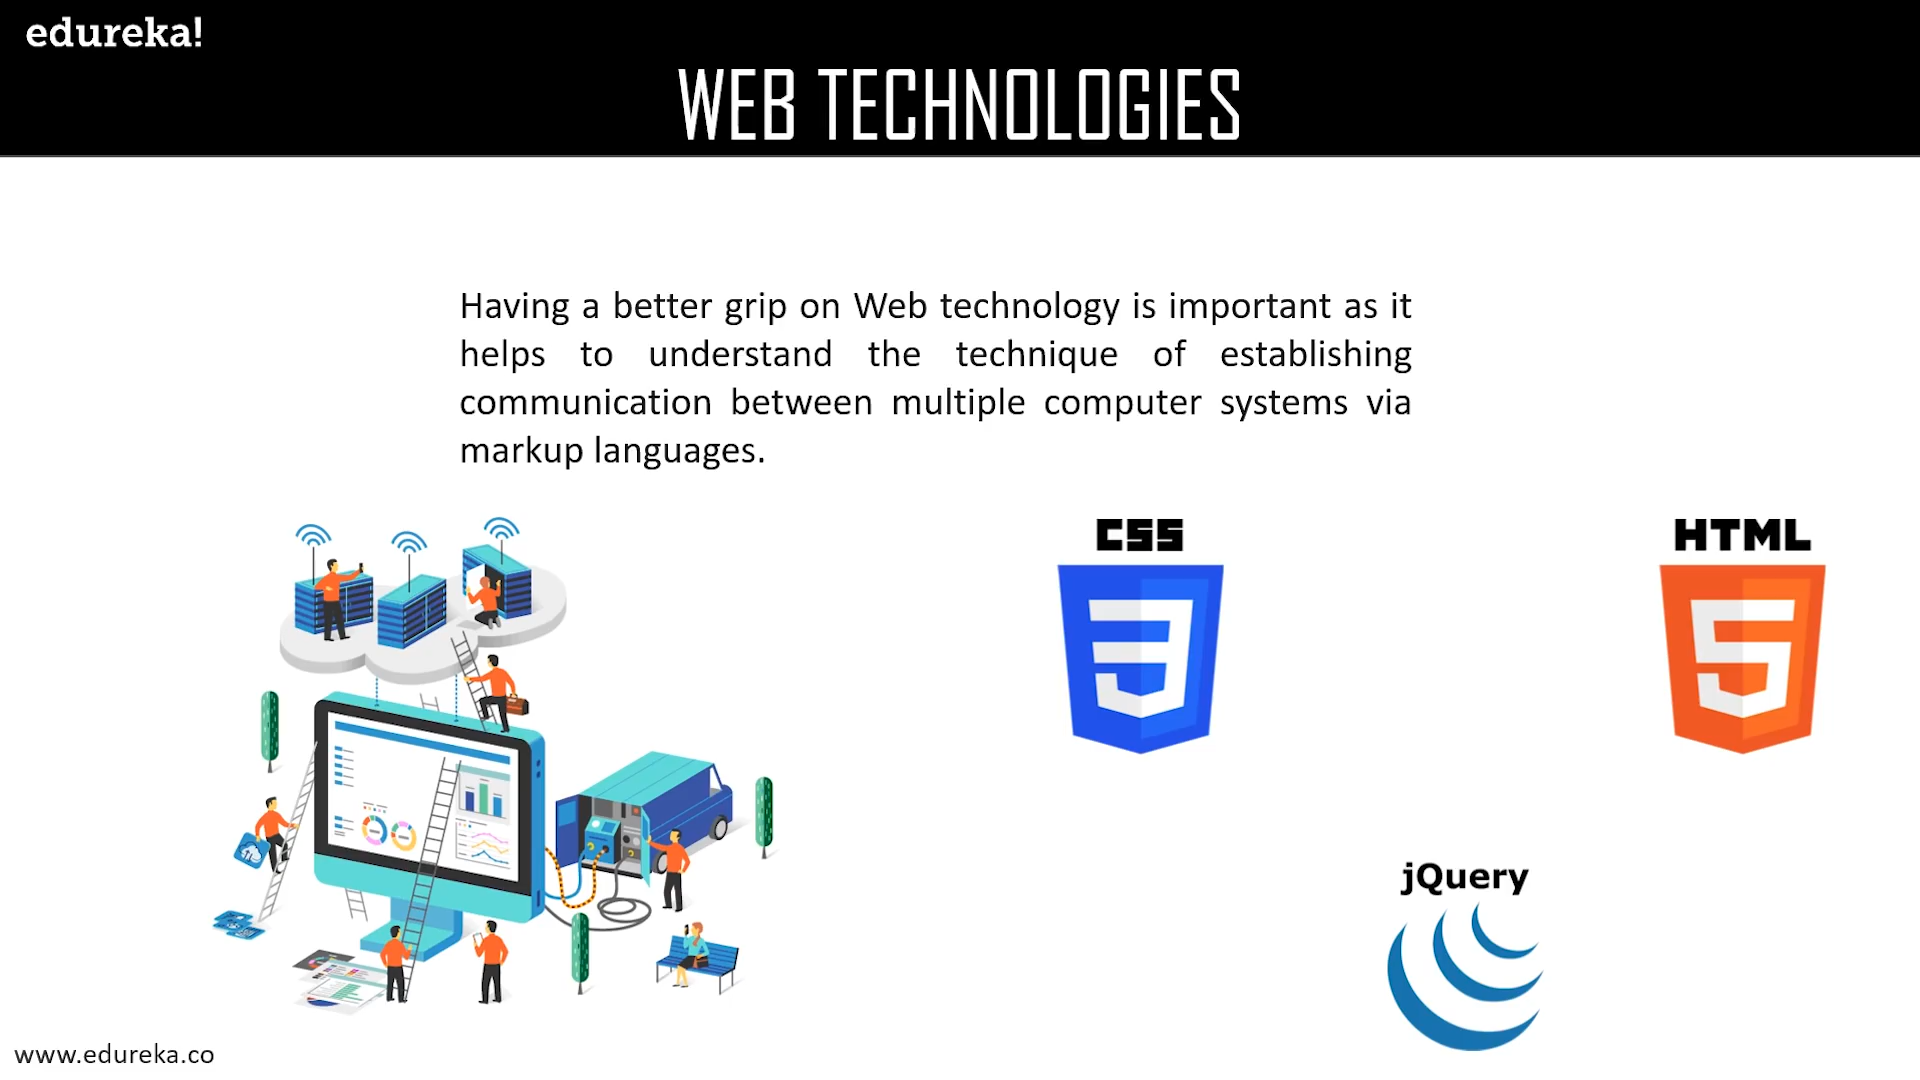 edureka!
WEB TECHNOLOGIES
Having a better grip on Web technology is important as it
helps to understand the technique of establishing
communication between multiple computer systems via
markup languages.
CSS
HTML
jQuery
www.edureka.co